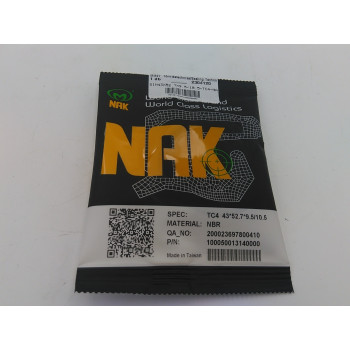 NAK
World Class Logistics
NAK
SPEC: TC4 43*52.7*9.5/10.5
MATERIAL: NBR
QA_NO: 200023697800410
P/N: 100050013140000
Made in Taiwan